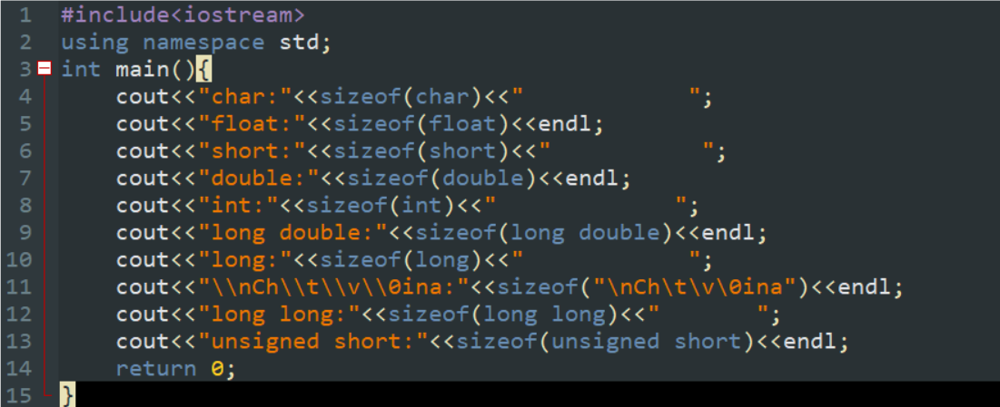 1 #include<iostream>
2 using namespace std;
3 int main(){
4     cout<<"char:"<<sizeof(char)<<"            ";
5     cout<<"float:"<<sizeof(float)<<endl;
6     cout<<"short:"<<sizeof(short)<<"           ";
7     cout<<"double:"<<sizeof(double)<<endl;
8     cout<<"int:"<<sizeof(int)<<"             ";
9     cout<<"long double:"<<sizeof(long double)<<endl;
10     cout<<"long:"<<sizeof(long)<<"            ";
11     cout<<"\\nCh\\t\\v\\0ina:"<<sizeof("\nCh\t\v\0ina")<<endl;
12     cout<<"long long:"<<sizeof(long long)<<"       ";
13     cout<<"unsigned short:"<<sizeof(unsigned short)<<endl;
14     return 0;
15 }